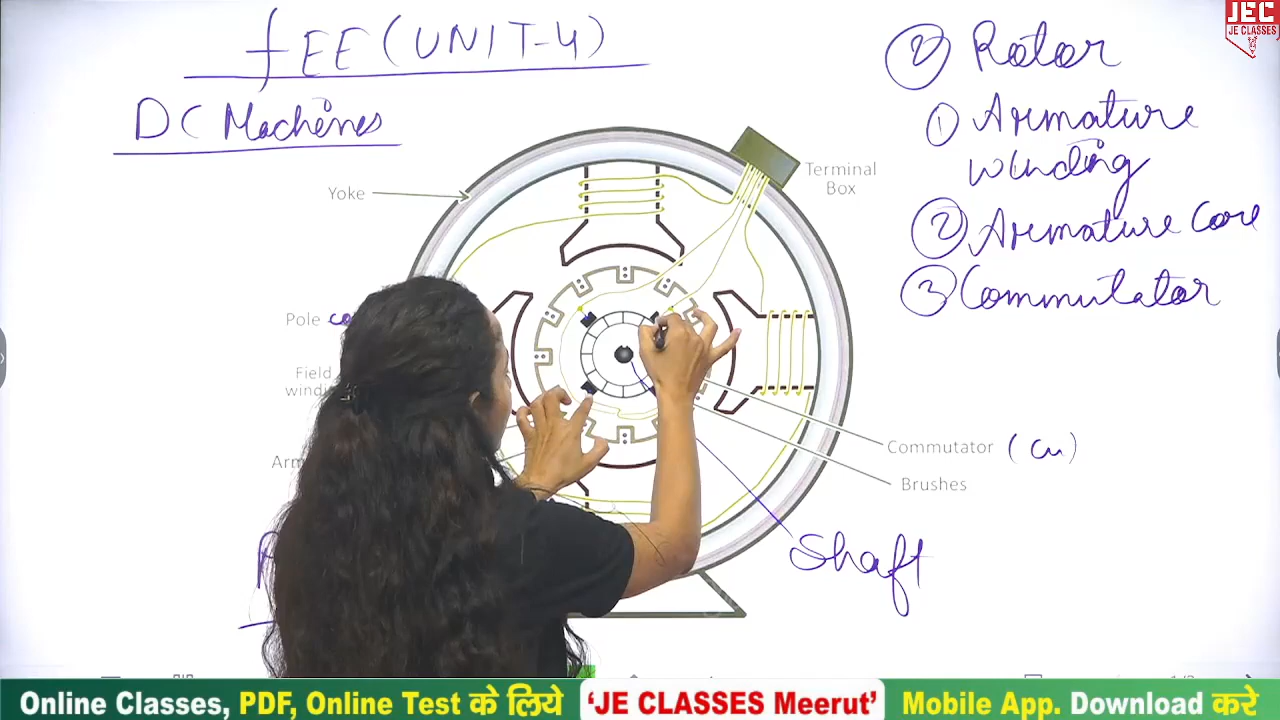 fEE (UNIT-4)
DC Machines
Yoke
Terminal
Box
Pole
Field
Commutator (Cu)
Brushes
Shaft
② Rotor
① Armature
winding
② Armature Core
③ Commutator
JEC
JE CLASSES
Online Classes, PDF, Online Test के लिये 'JE CLASSES Meerut' Mobile App. Download करे